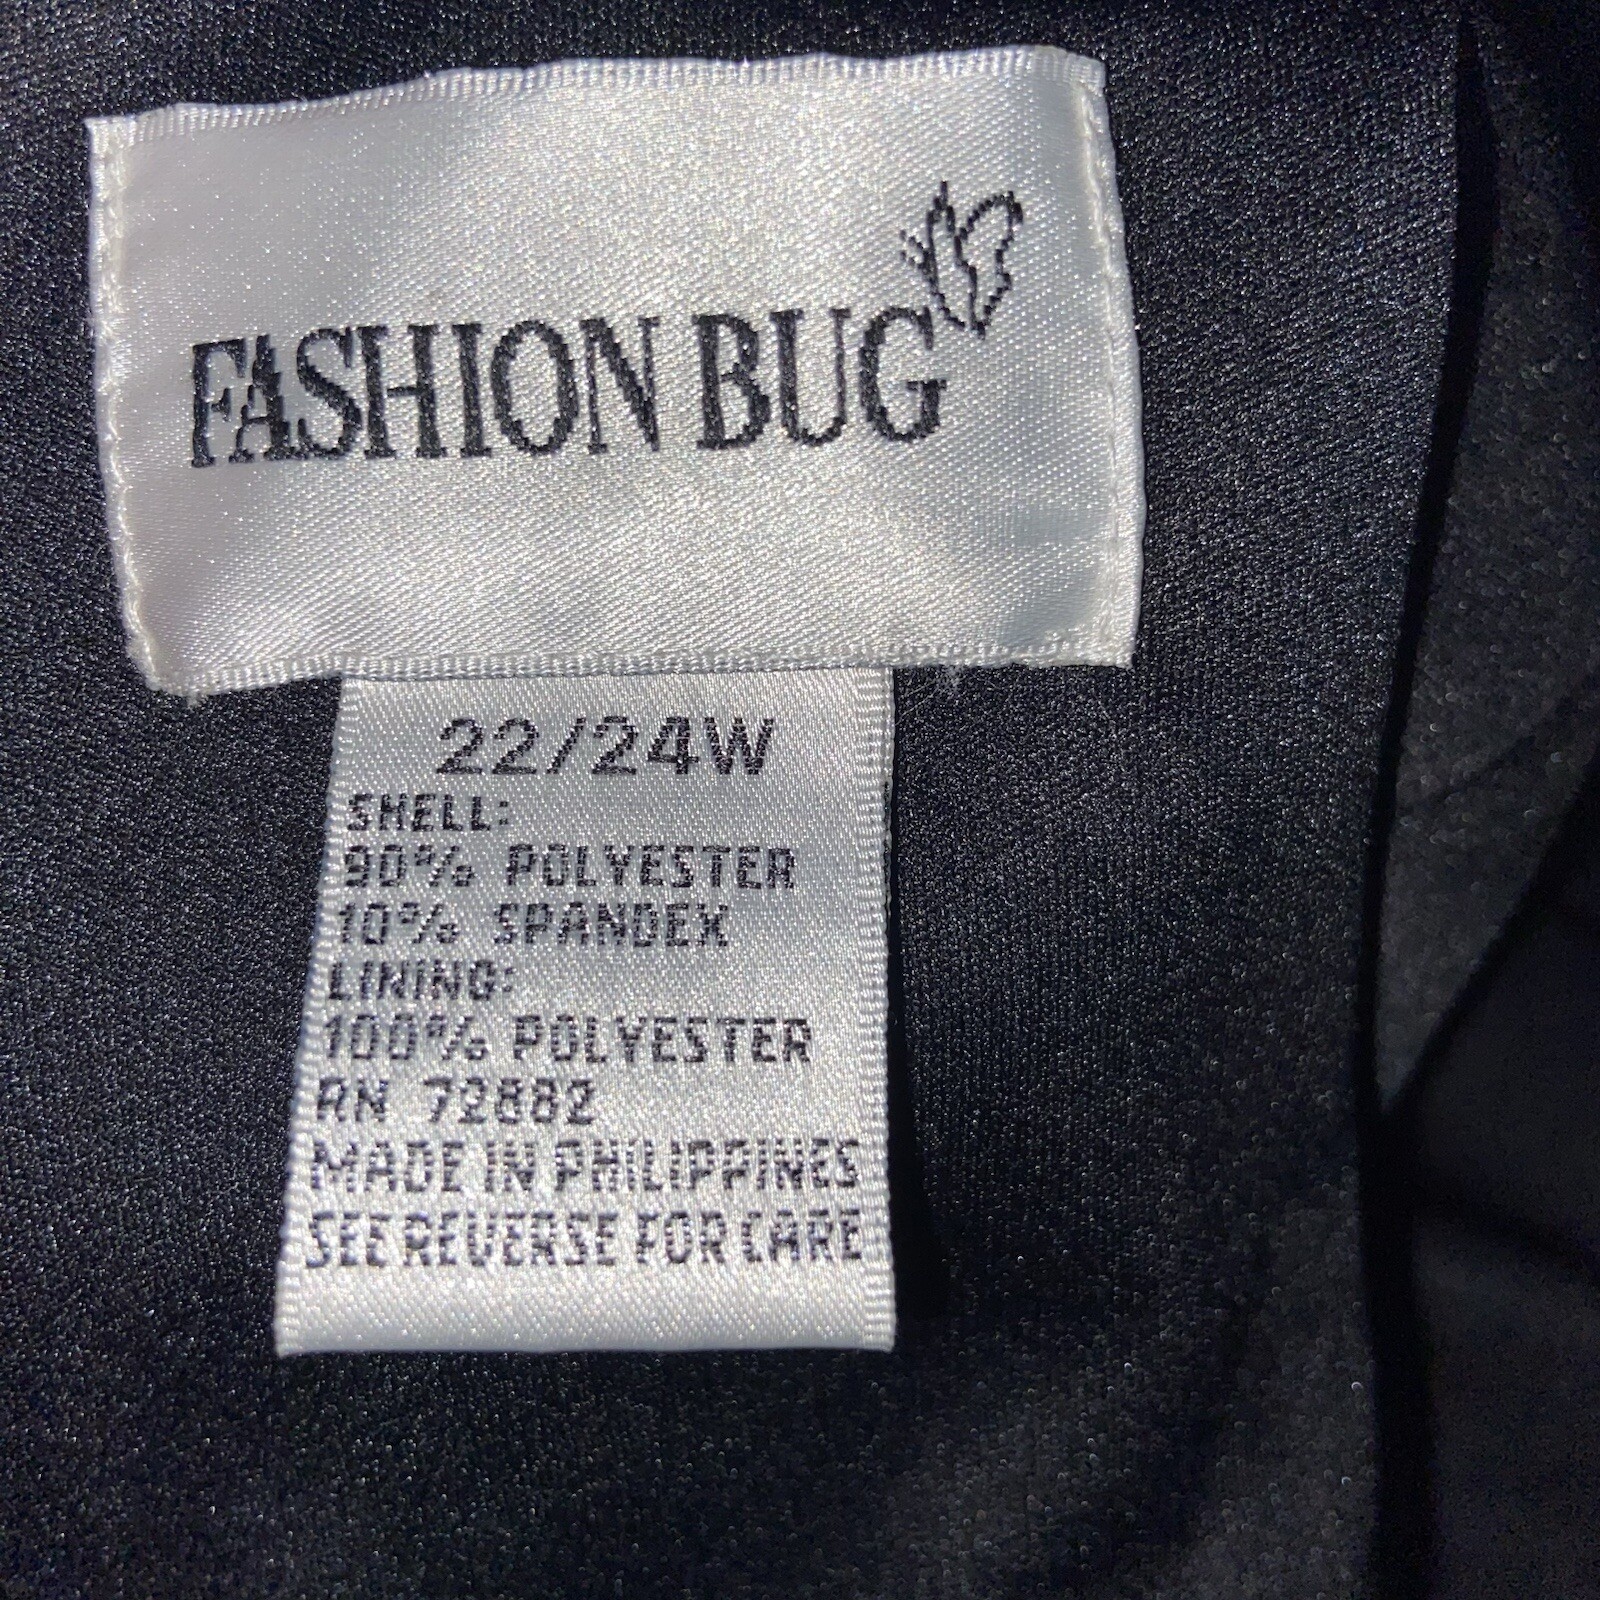 FASHION BUG
22/24W
SHELL:
90% POLYESTER
10% SPANDEX
LINING:
100% POLYESTER
RN 72882
MADE IN PHILIPPINES
SEE REVERSE FOR CARE